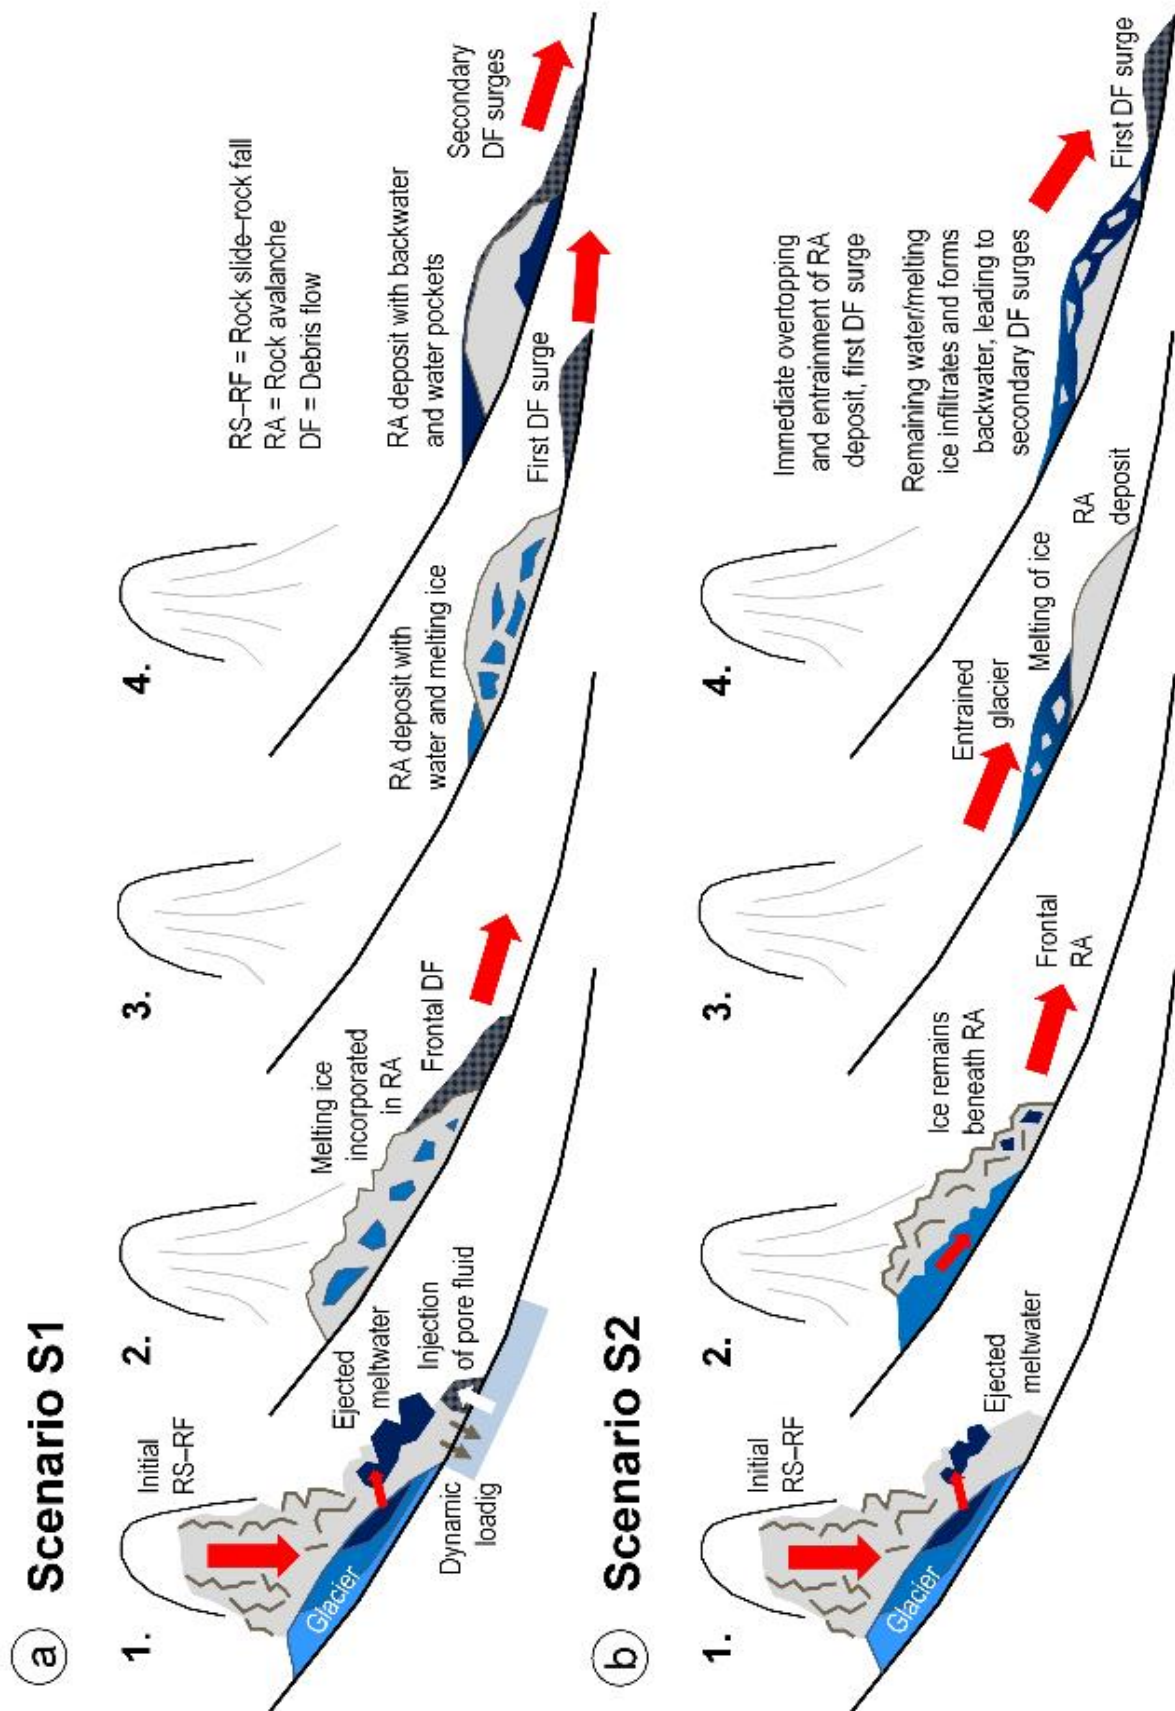 a Scenario S1
RS–RF = Rock slide–rock fall
RA = Rock avalanche
DF = Debris flow
1.
Initial
RS–RF
Glacier
Ejected
meltwater
Dynamic
loadig
Injection
of pore fluid
2.
Melting ice
incorporated
in RA
Frontal DF
3.
RA deposit with
water and melting ice
First DF surge
4.
RA deposit with backwater
and water pockets
Secondary
DF surges
b Scenario S2
1.
Initial
RS–RF
Glacier
Ejected
meltwater
2.
Ice remains
beneath RA
Frontal
RA
3.
Entrained
glacier
Melting of ice
RA
deposit
4.
Immediate overtopping
and entrainment of RA
deposit, first DF surge
Remaining water/melting
ice infiltrates and forms
backwater, leading to
secondary DF surges
First DF surge